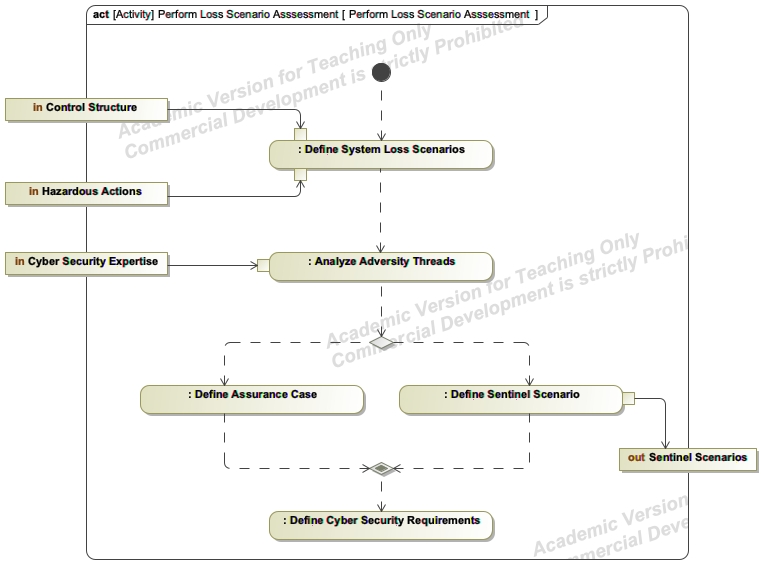 act [Activity] Perform Loss Scenario Asssessment [ Perform Loss Scenario Asssessment ]
Academic Version for Teaching Only
Commercial Development is strictly Prohibited
in Control Structure
: Define System Loss Scenarios
in Hazardous Actions
in Cyber Security Expertise
: Analyze Adversity Threads
Academic Version for Teaching Only
Commercial Development is strictly Prohi
: Define Assurance Case
: Define Sentinel Scenario
out Sentinel Scenarios
: Define Cyber Security Requirements
Academic Version
mmercial Deve